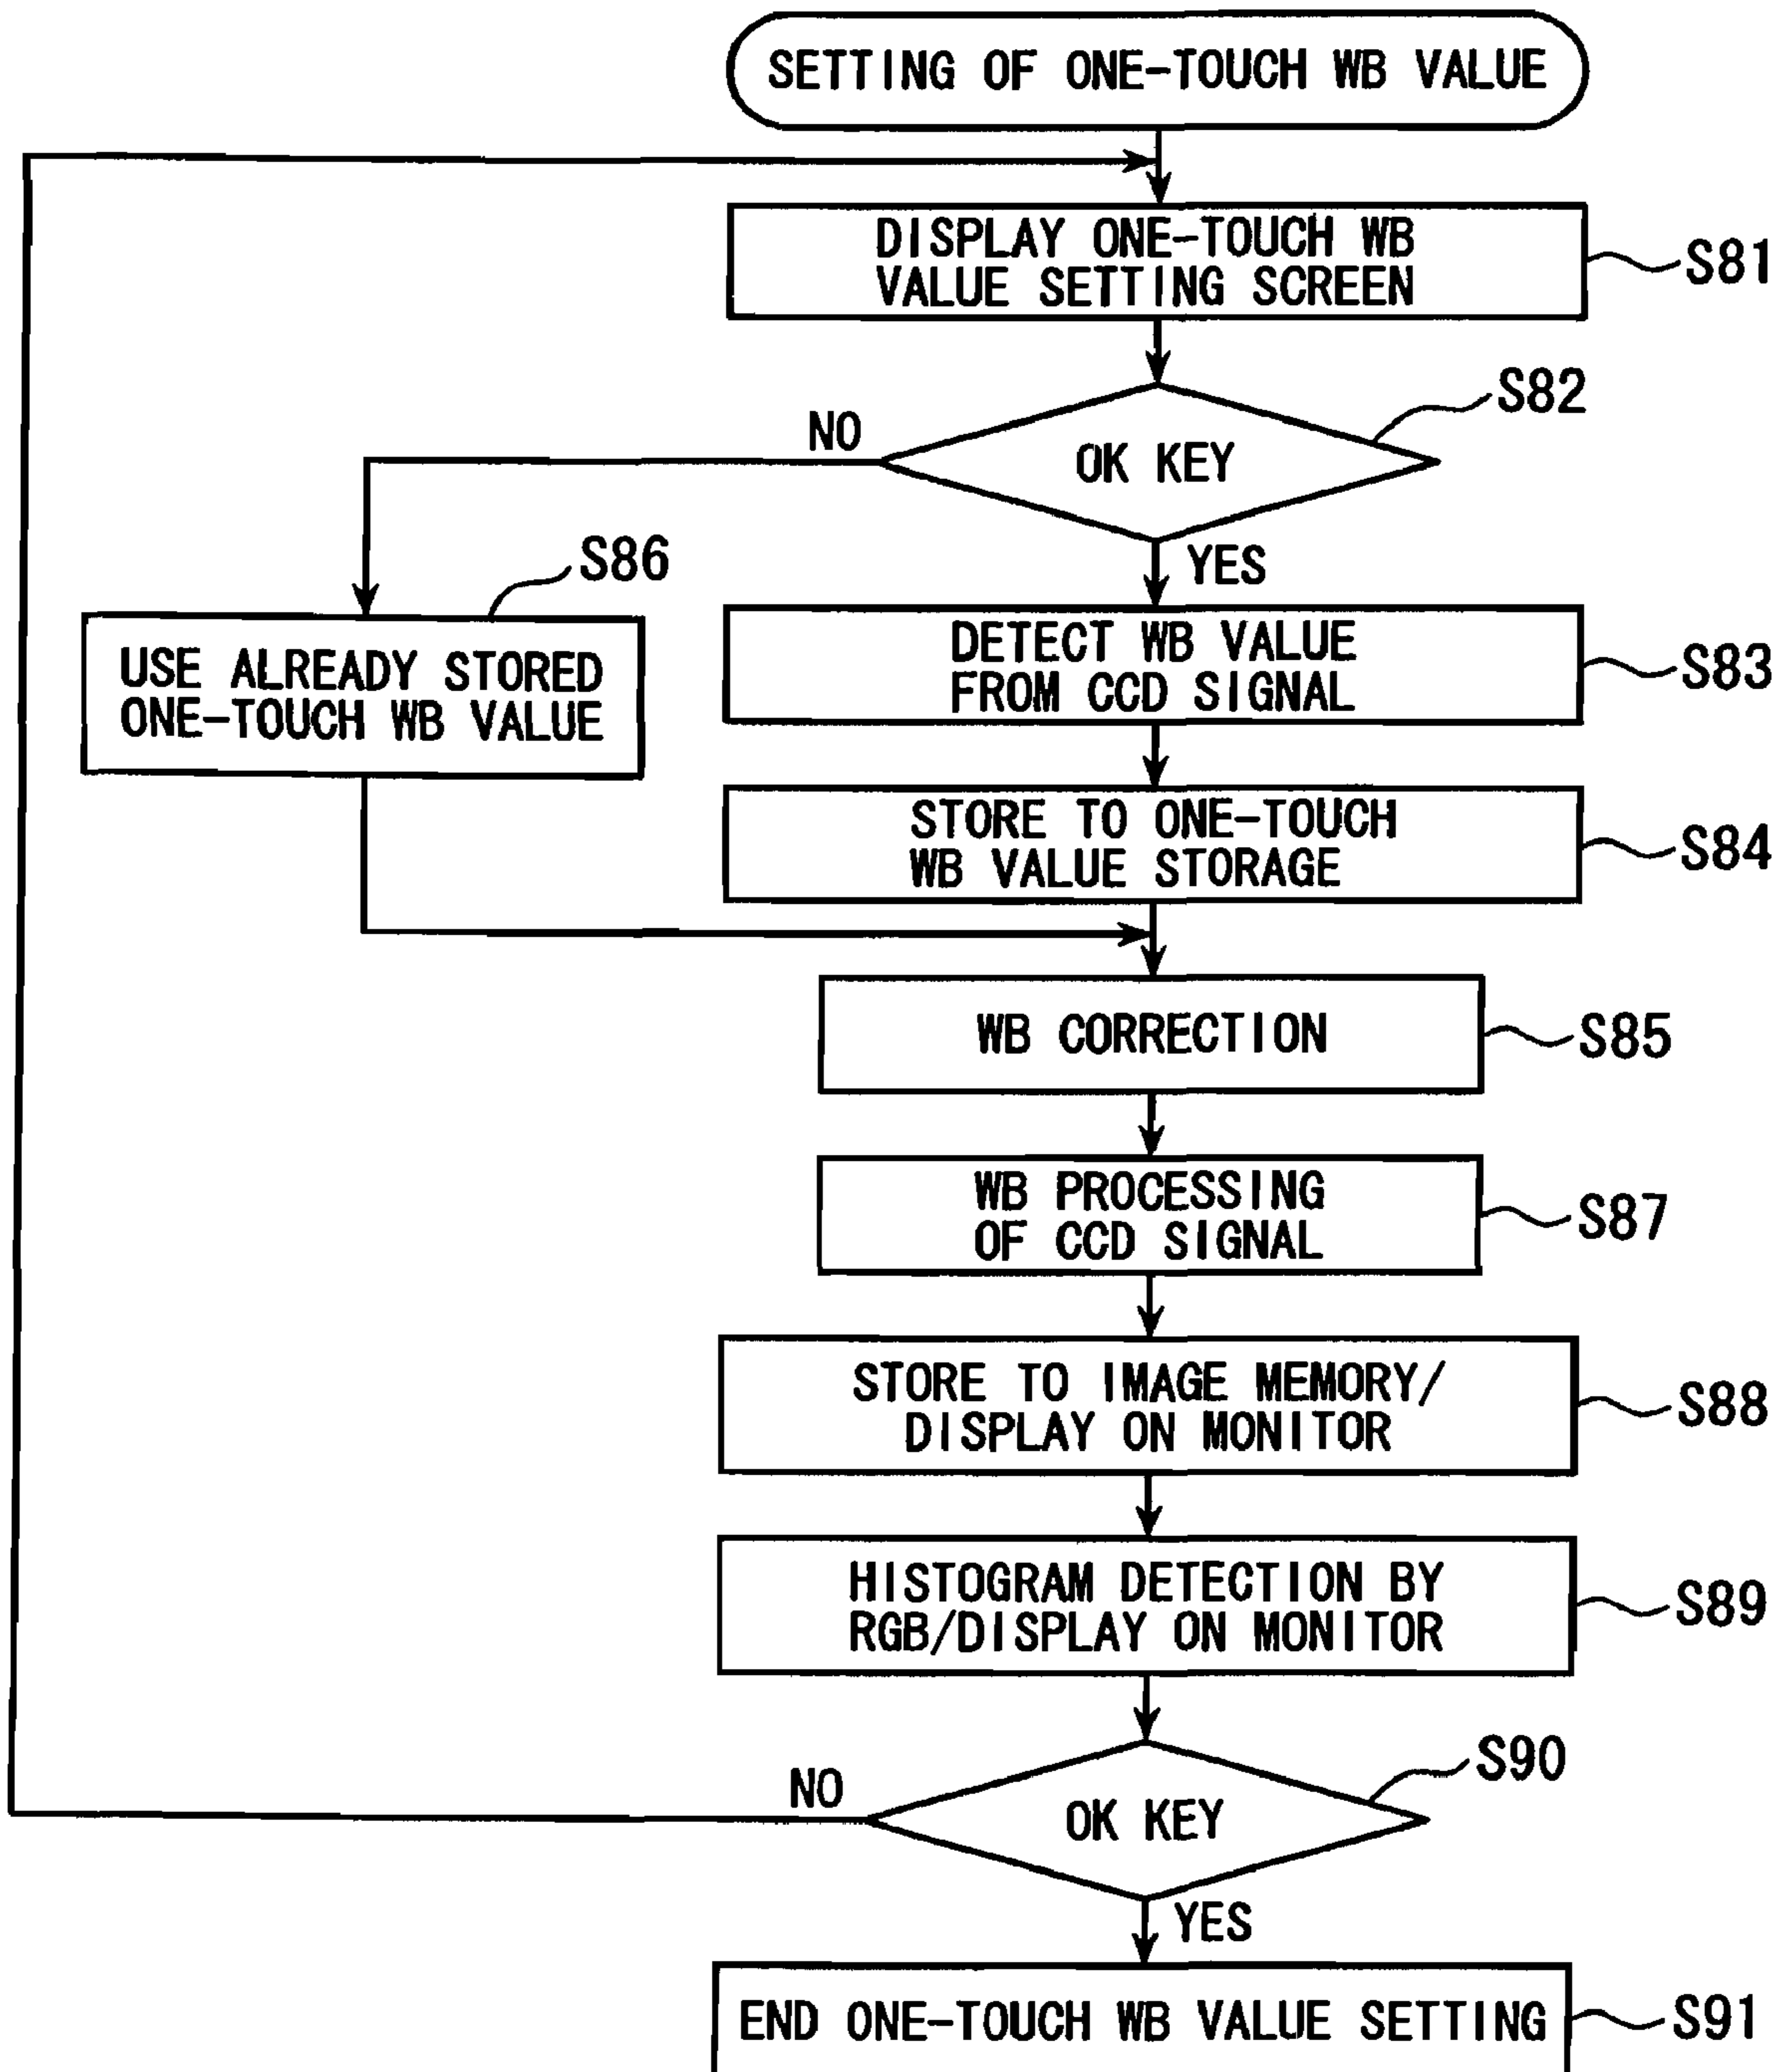 SETTING OF ONE-TOUCH WB VALUE
DISPLAY ONE-TOUCH WB
VALUE SETTING SCREEN
S81
S82
OK KEY
NO
YES
S86
USE ALREADY STORED
ONE-TOUCH WB VALUE
DETECT WB VALUE
FROM CCD SIGNAL
S83
STORE TO ONE-TOUCH
WB VALUE STORAGE
S84
WB CORRECTION
S85
WB PROCESSING
OF CCD SIGNAL
S87
STORE TO IMAGE MEMORY/
DISPLAY ON MONITOR
S88
HISTOGRAM DETECTION BY
RGB/DISPLAY ON MONITOR
S89
S90
NO
OK KEY
YES
END ONE-TOUCH WB VALUE SETTING
S91